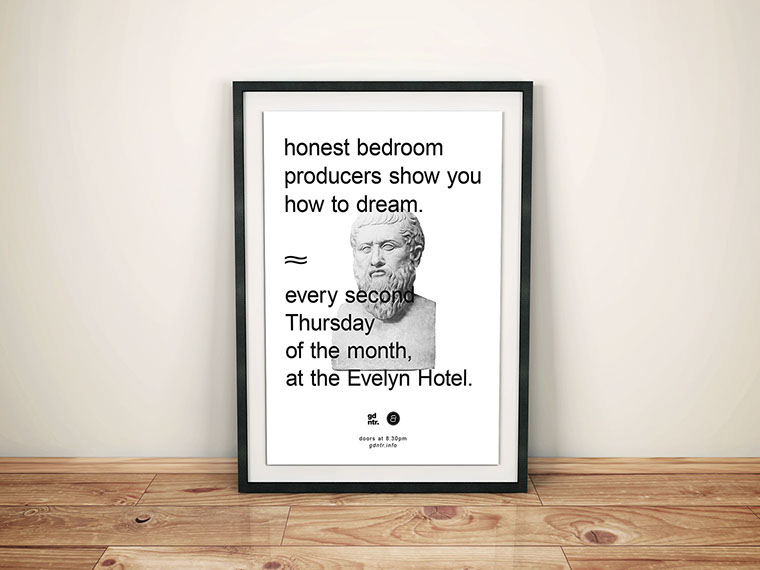 honest bedroom
producers show you
how to dream.
≈
every second
Thursday
of the month,
at the Evelyn Hotel.
gd
ntr.
doors at 8:30pm
gdntr.info